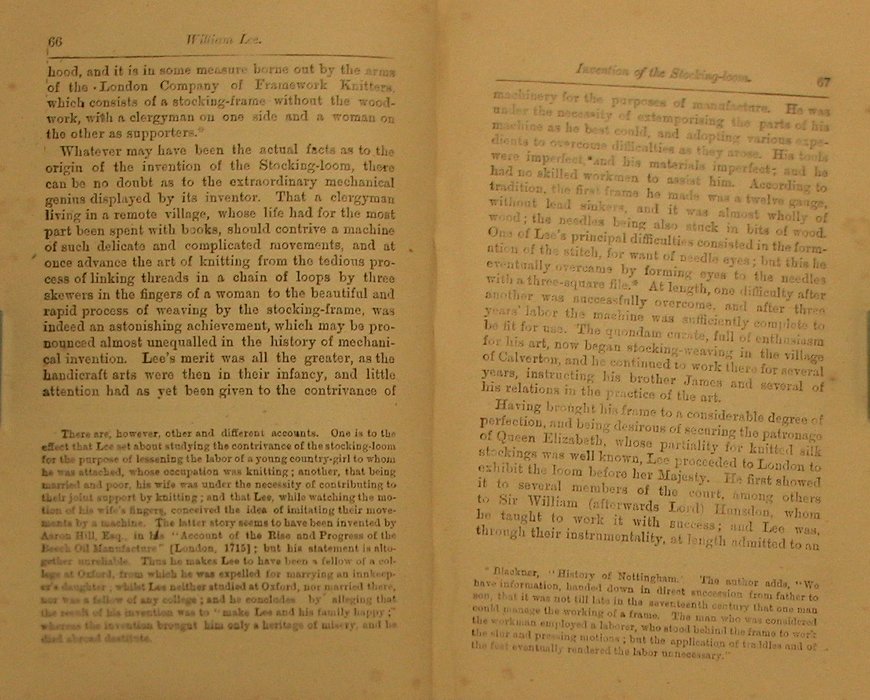 66
William Lee.
hood, and it is in some measure borne out by the arms
of the London Company of Framework Knitters,
which consists of a stocking-frame without the wood-
work, with a clergyman on one side and a woman on
the other as supporters.*
Whatever may have been the actual facts as to the
origin of the invention of the Stocking-loom, there
can be no doubt as to the extraordinary mechanical
genius displayed by its inventor. That a clergyman
living in a remote village, whose life had for the most
part been spent with books, should contrive a machine
of such delicate and complicated movements, and at
once advance the art of knitting from the tedious pro-
cess of linking threads in a chain of loops by three
skewers in the fingers of a woman to the beautiful and
rapid process of weaving by the stocking-frame, was
indeed an astonishing achievement, which may be pro-
nounced almost unequalled in the history of mechani-
cal invention. Lee's merit was all the greater, as the
handicraft arts were then in their infancy, and little
attention had as yet been given to the contrivance of
There are, however, other and different accounts. One is to the
effect that Lee set about studying the contrivance of the stocking-loom
for the purpose of lessening the labor of a young country-girl to whom
he was attached, whose occupation was knitting; another, that being
married and poor, his wife was under the necessity of contributing to
their joint support by knitting; and that Lee, while watching the mo-
tion of his wife's fingers, conceived the idea of imitating their move-
ments by a machine. The latter story seems to have been invented by
Aaron Hill, Esq., in his "Account of the Rise and Progress of the
Beech Oil Manufacture" [London, 1715]; but his statement is alto-
gether unreliable. Thus he makes Lee to have been a fellow of a col-
lege at Oxford, from which he was expelled for marrying an innkeep-
er's daughter; whilst Lee neither studied at Oxford, nor married there,
nor was a fellow of any college; and he concludes by alleging that
the result of his invention was to "make Lee and his family happy;"
whereas the invention brought him only a heritage of misery, and he
died abroad destitute.
Invention of the Stocking-loom.
67
machinery for the purposes of manufacture. He was
under the necessity of extemporising the parts of his
machine as he best could, and adopting various expe-
dients to overcome difficulties as they arose. His tools
were imperfect, and his materials imperfect; and he
had no skilled workmen to assist him. According to
tradition, the first frame he made was a twelve gauge,
without lead sinkers, and it was almost wholly of
wood; the needles being also stuck in bits of wood.
One of Lee's principal difficulties consisted in the form-
ation of the stitch, for want of needle eyes; but this he
eventually overcame by forming eyes to the needles
with a three-square file.* At length, one difficulty after
another was successfully overcome, and after three
years' labor the machine was sufficiently complete to
be fit for use. The quondam curate, full of enthusiasm
for his art, now began stocking-weaving in the village
of Calverton, and he continued to work there for several
years, instructing his brother James and several of
his relations in the practice of the art.
Having brought his frame to a considerable degree of
perfection, and being desirous of securing the patronage
of Queen Elizabeth, whose partiality for knitted silk
stockings was well known, Lee proceeded to London to
exhibit the loom before her Majesty. He first showed
it to several members of the court, among others
to Sir William (afterwards Lord) Hunsdon, whom
he taught to work it with success; and Lee was,
through their instrumentality, at length admitted to an
* Blackner, "History of Nottingham." The author adds, "We
have information, handed down in direct succession from father to
son, that it was not till late in the seventeenth century that one man
could manage the working of a frame. The man who was considered
the workman employed a laborer, who stood behind the frame to work
the slur and pressing motions; but the application of traddles and of
the feet eventually rendered the labor unnecessary."